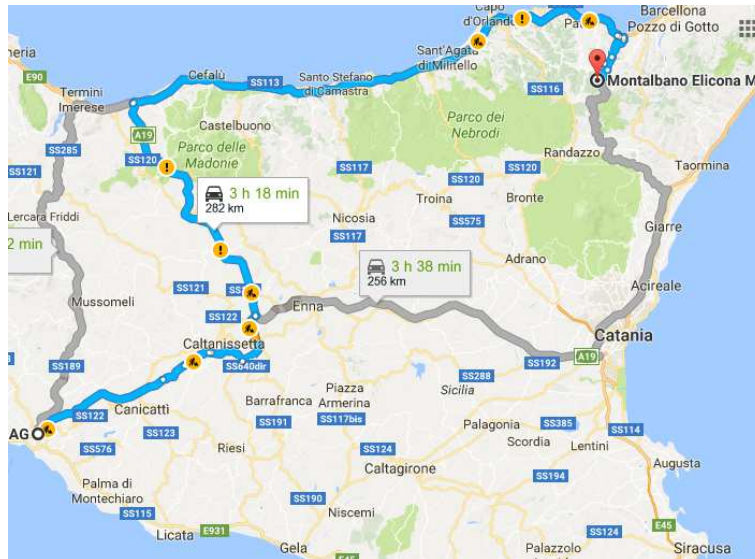 Capo
d'Orlando
Barcellona
Pozzo di Gotto
Sant'Agata
di Militello
E90
Cefalù
SS113
Santo Stefano
di Camastra
Montalbano Elicona M
Termini
Imerese
SS116
A19
Castelbuono
Parco dei
Nebrodi
SS285
SS120
Parco delle
Madonie
Randazzo
SS121
SS117
SS120
SS120
Taormina
3 h 18 min
282 km
Troina
Bronte
Lercara Friddi
Nicosia
SS575
Giarre
2 min
SS117
Adrano
3 h 38 min
256 km
SS121
Acireale
Mussomeli
Enna
SS122
Catania
Caltanissetta
SS189
SS640dir
SS192
A19
SS288
Sicilia
SS122
Canicattì
Barrafranca
Piazza
Armerina
AG
SS191
SS117bis
Palagonia
SS385
SS114
SS576
SS123
Riesi
Scordia
Lentini
SS124
Caltagirone
Augusta
Palma di
Montechiaro
SS194
SS190
SS115
Niscemi
Licata
E931
SS124
E45
Gela
Palazzolo
Siracusa
E45